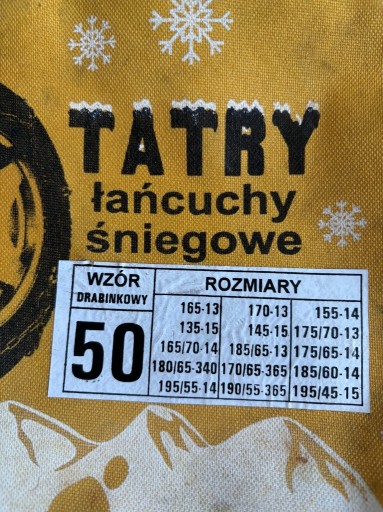 TATRY
łańcuchy
śniegowe
WZÓR
DRABINKOWY
50
ROZMIARY
165-13 170-13 155-14
135-15 145-15 175/70-13
165/70-14 185/65-13 175/65-14
180/65-340 170/65-365 185/60-14
195/55-14 190/55-365 195/45-15